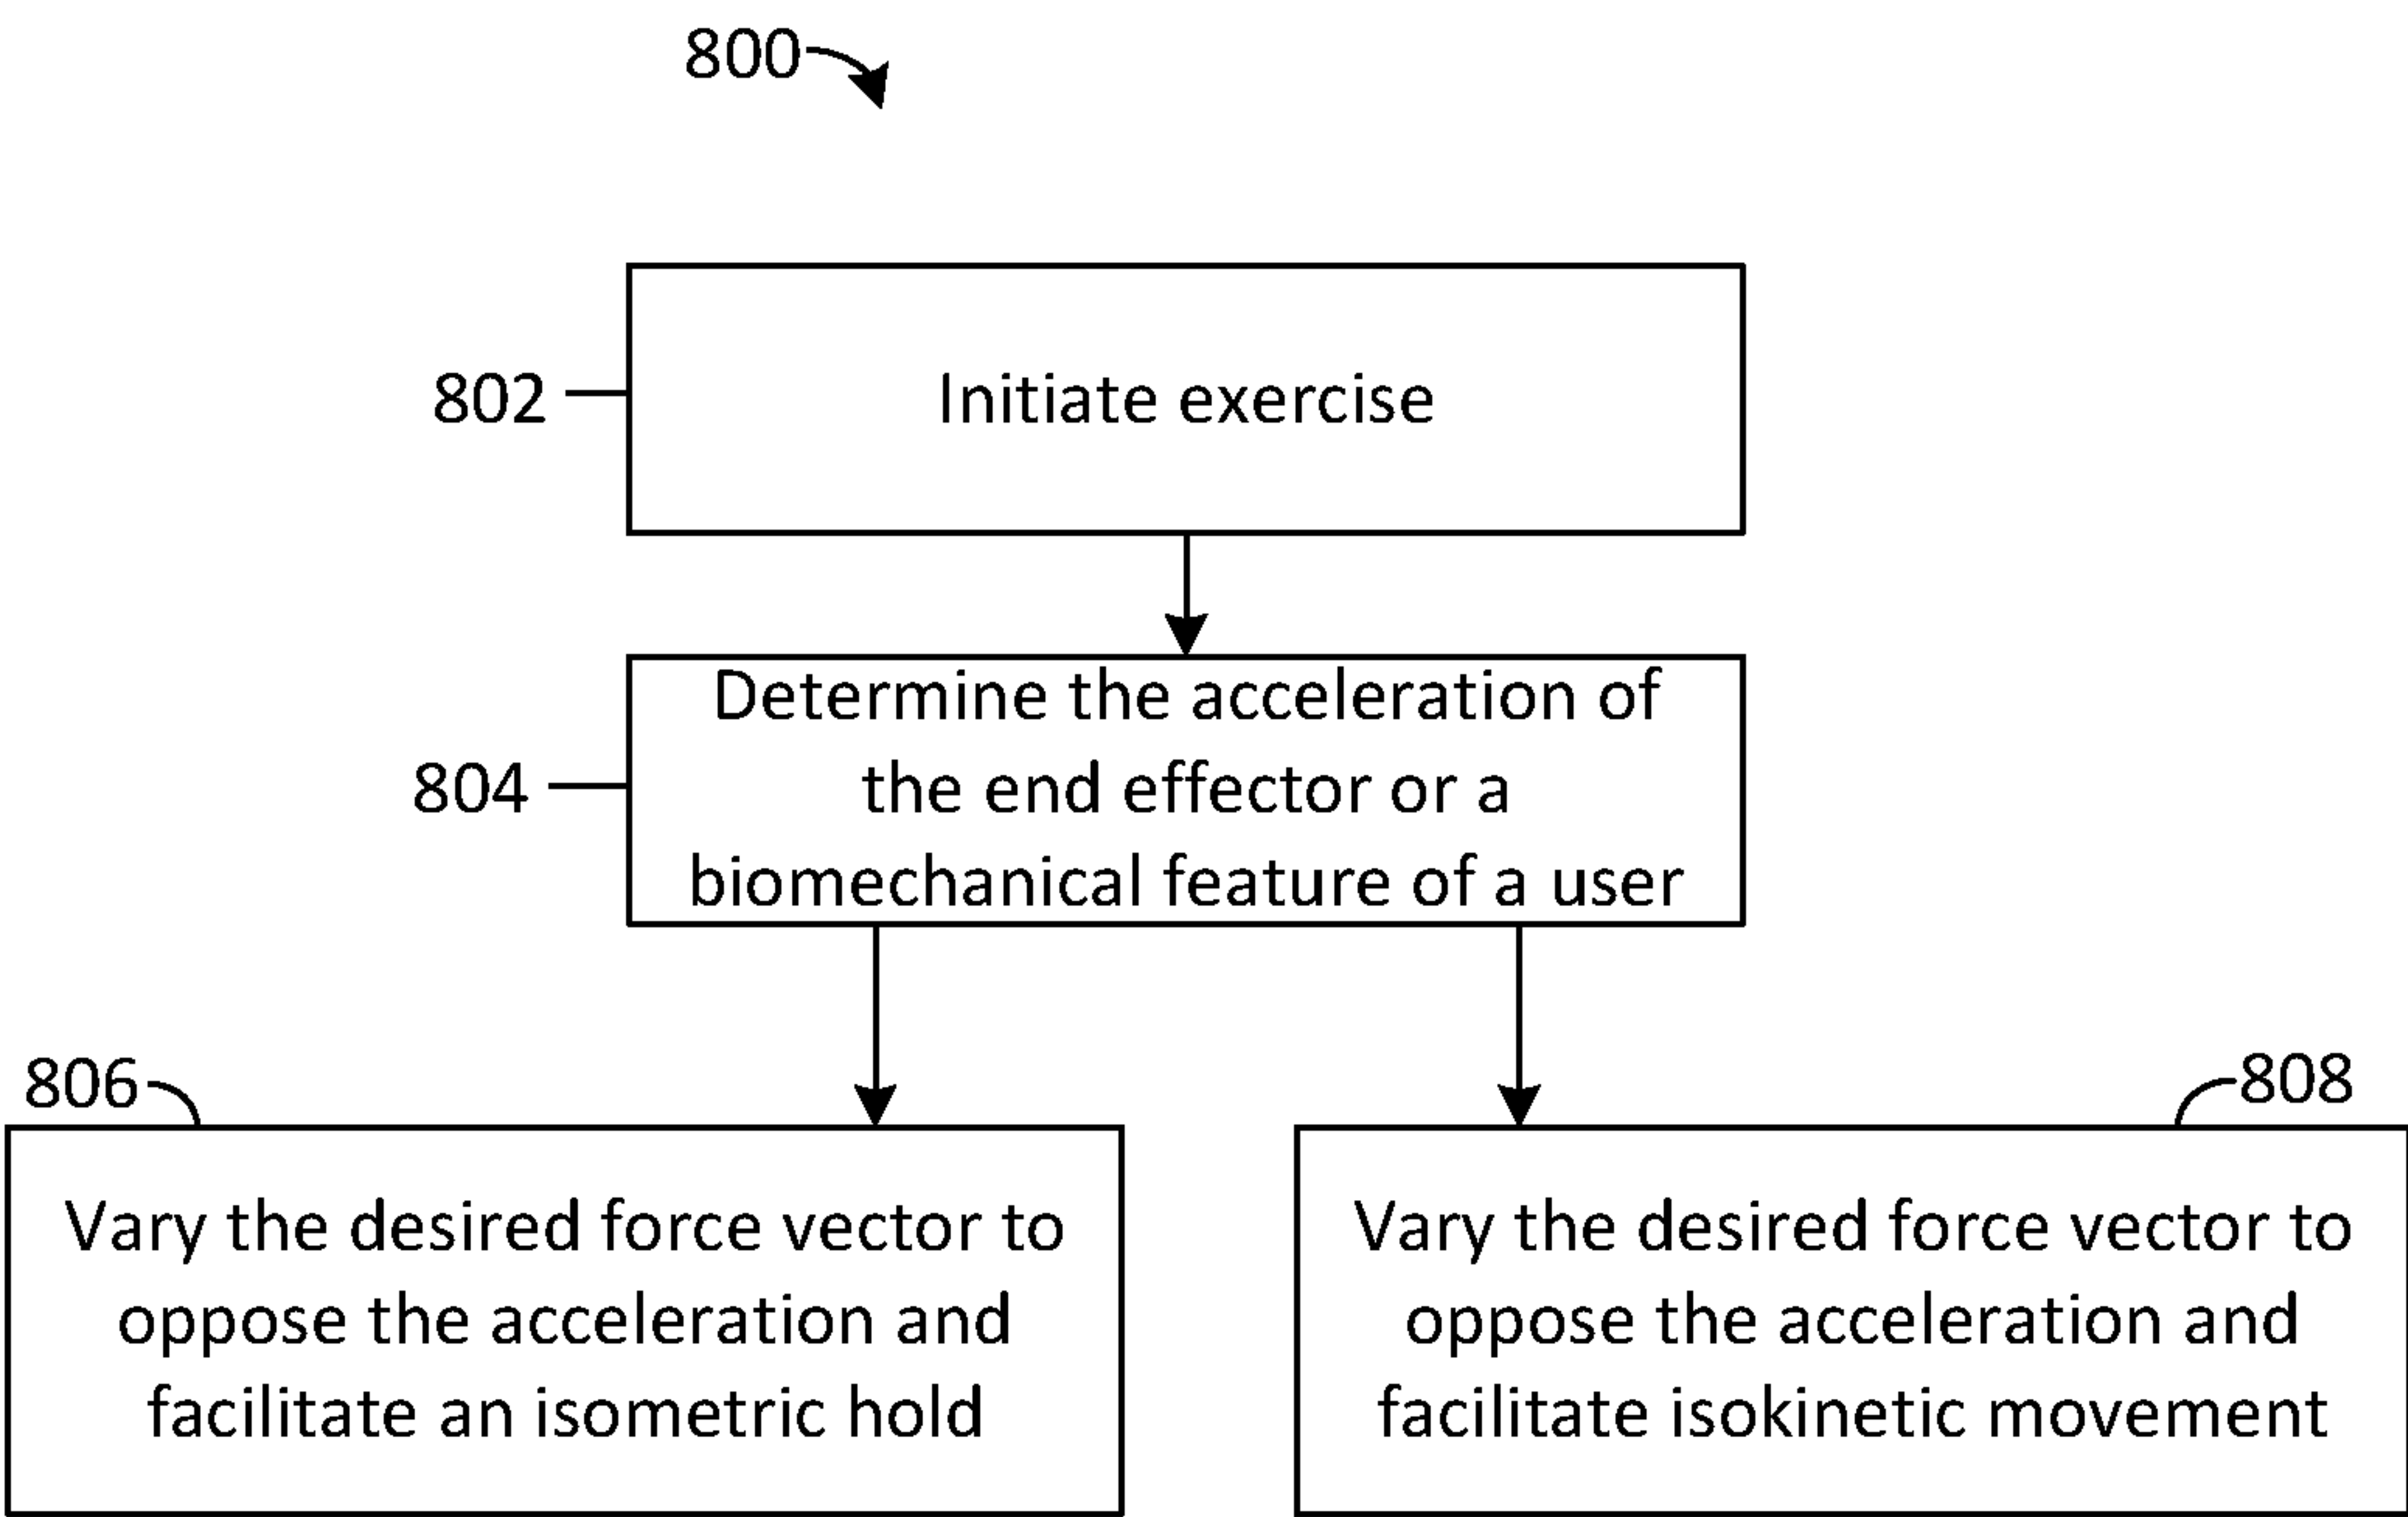 800
802
Initiate exercise
804
Determine the acceleration of
the end effector or a
biomechanical feature of a user
806
Vary the desired force vector to
oppose the acceleration and
facilitate an isometric hold
808
Vary the desired force vector to
oppose the acceleration and
facilitate isokinetic movement